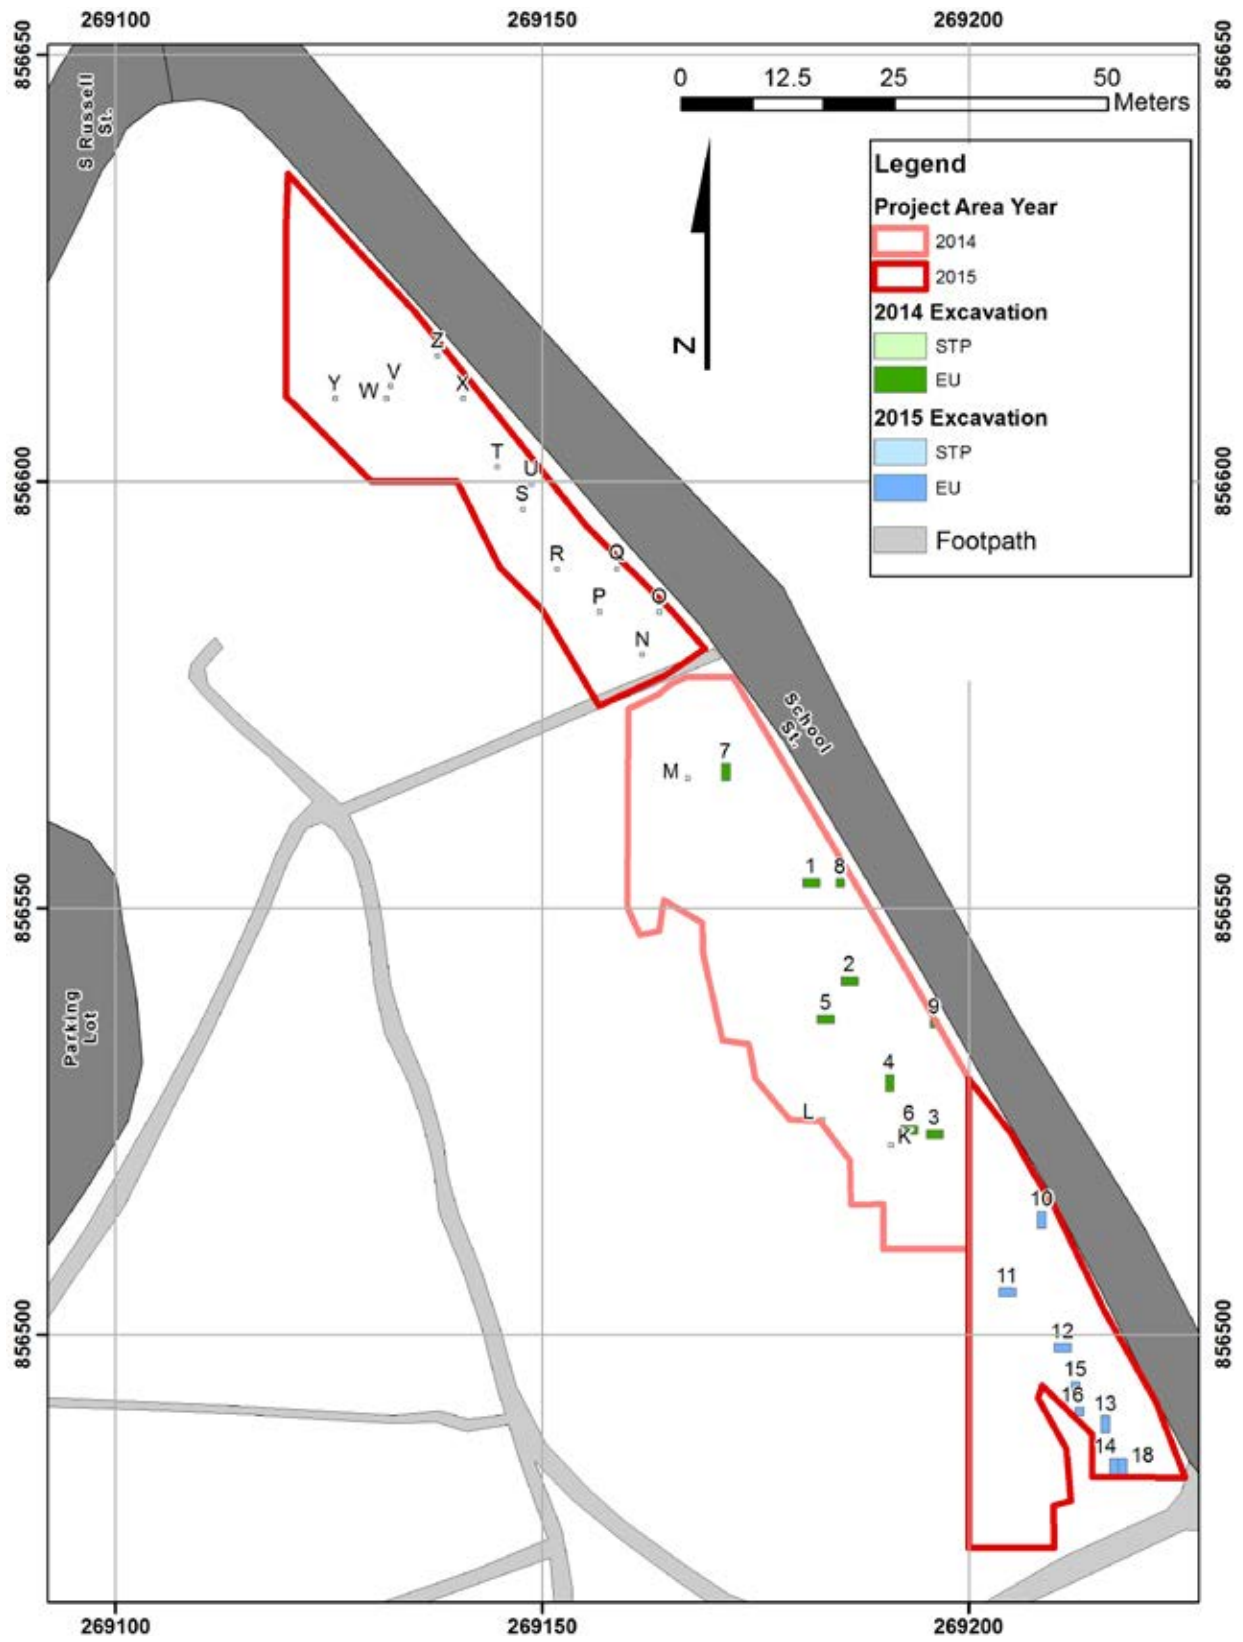 269100 269150 269200
856650 856650
S Russell
St.
0 12.5 25 50
Meters
Legend
Project Area Year
2014
2015
2014 Excavation
STP
EU
2015 Excavation
STP
EU
Footpath
N
Z
V
Y W X
T
U
856600 856600
S
R Q
P O
N
School
St.
7
M
1 8
856550 856550
2
5 9
4
L 6 3
K
Parking
Lot
10
11
856500 856500
12
15
16 13
14 18
269100 269150 269200